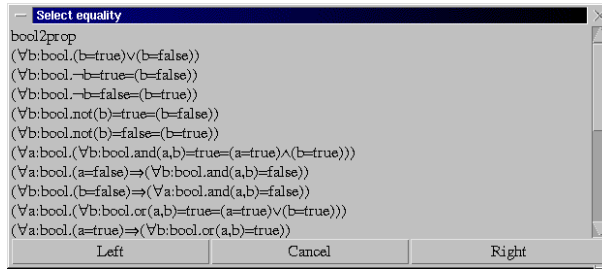 Select equality
bool2prop
(∀b:bool.(b=true)∨(b=false))
(∀b:bool.¬b=true=(b=false))
(∀b:bool.¬b=false=(b=true))
(∀b:bool.not(b)=true=(b=false))
(∀b:bool.not(b)=false=(b=true))
(∀a:bool.(∀b:bool.and(a,b)=true=(a=true)∧(b=true)))
(∀a:bool.(a=false)⇒(∀b:bool.and(a,b)=false))
(∀b:bool.(b=false)⇒(∀a:bool.and(a,b)=false))
(∀a:bool.(∀b:bool.or(a,b)=true=(a=true)∨(b=true)))
(∀a:bool.(a=true)⇒(∀b:bool.or(a,b)=true))
Left Cancel Right